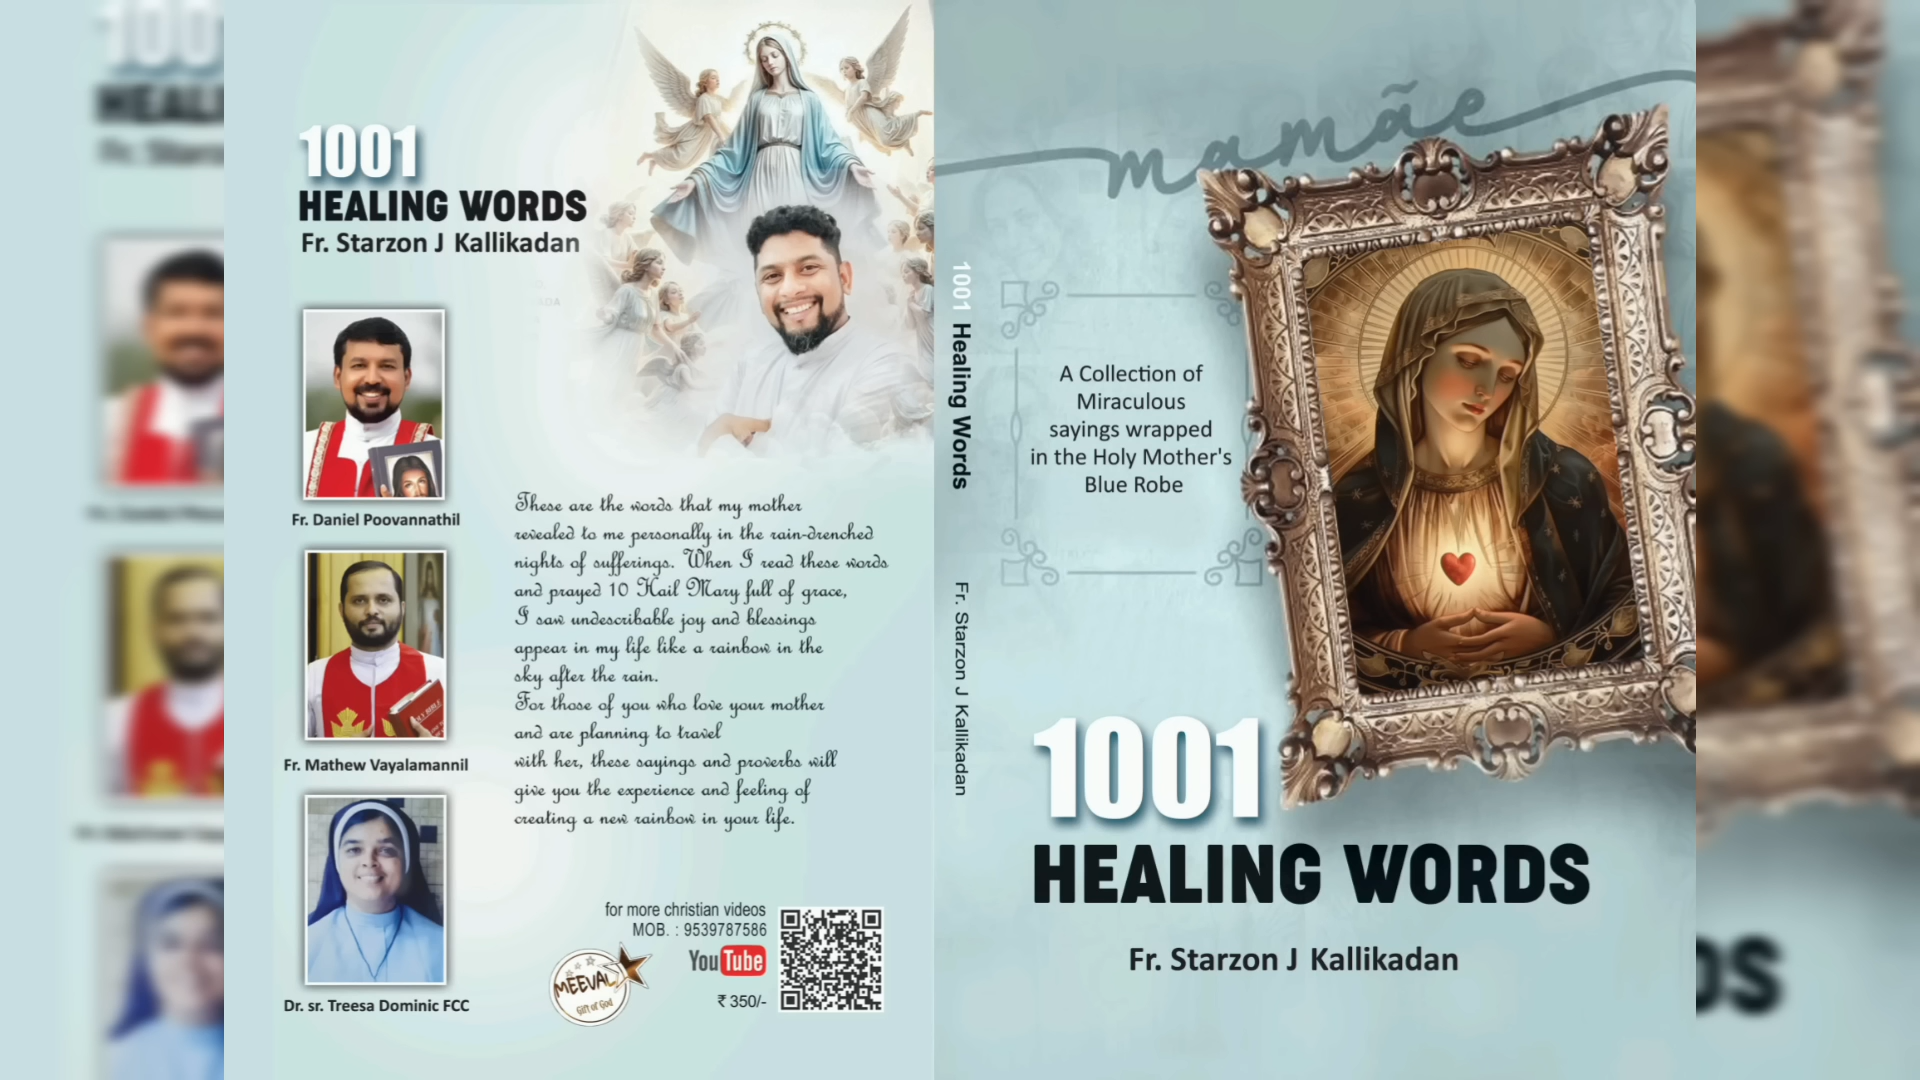 1001
HEALING WORDS
Fr. Starzon J Kallikadan
Fr. Daniel Poovannathil
Fr. Mathew Vayalamannil
Dr. sr. Treesa Dominic FCC
These are the words that my mother
revealed to me personally in the rain-drenched
nights of sufferings. When I read these words
and prayed 10 Hail Mary full of grace,
I saw undescribable joy and blessings
appear in my life like a rainbow in the
sky after the rain.
For those of you who love your mother
and are planning to travel
with her, these sayings and proverbs will
give you the experience and feeling of
creating a new rainbow in your life.
for more christian videos
MOB. : 9539787586
YouTube
MEEVAL
Gift of God
₹ 350/-
1001 Healing Words
Fr. Starzon J Kallikadan
mamãe
A Collection of
Miraculous
sayings wrapped
in the Holy Mother's
Blue Robe
1001
HEALING WORDS
Fr. Starzon J Kallikadan